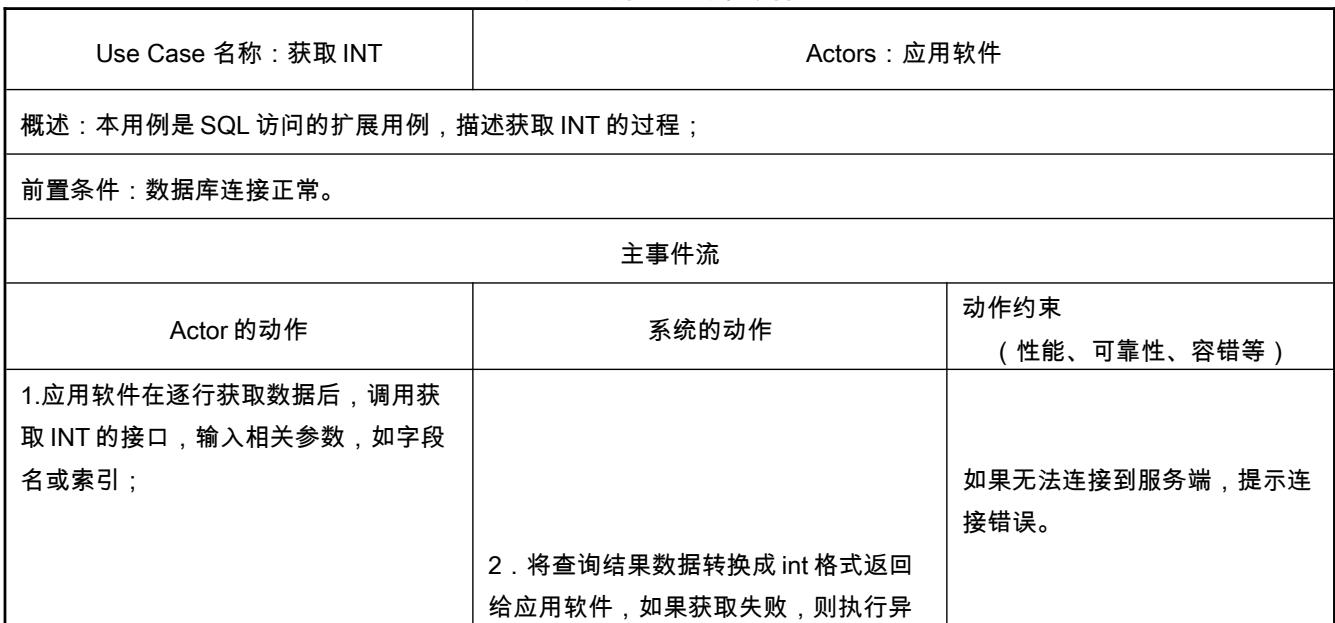 Use Case 名称：获取 INT
Actors：应用软件
概述：本用例是 SQL 访问的扩展用例，描述获取 INT 的过程；
前置条件：数据库连接正常。
主事件流
Actor 的动作
系统的动作
动作约束
（性能、可靠性、容错等）
1.应用软件在逐行获取数据后，调用获
取 INT 的接口，输入相关参数，如字段
名或索引；
2．将查询结果数据转换成 int 格式返回
给应用软件，如果获取失败，则执行异
如果无法连接到服务端，提示连
接错误。